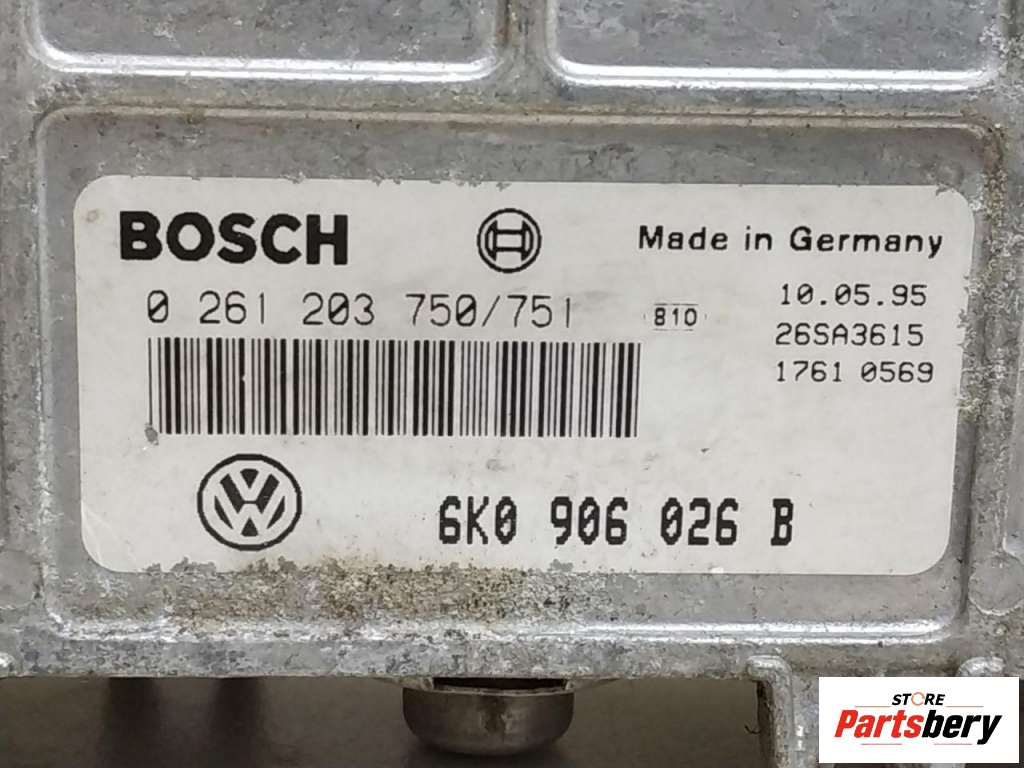 BOSCH
Made in Germany
0 261 203 750/751
810
10.05.95
26SA3615
1761 0569
6K0 906 026 B
STORE
Partsbery